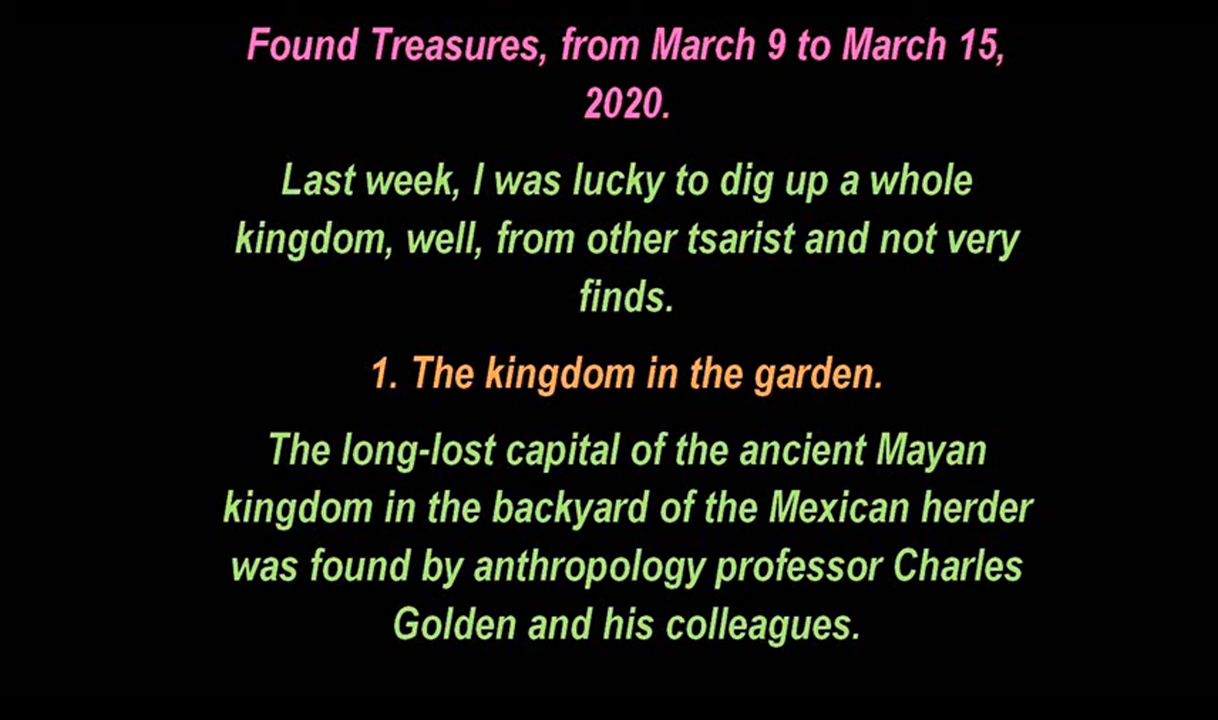 Found Treasures, from March 9 to March 15,
2020.
Last week, I was lucky to dig up a whole
kingdom, well, from other tsarist and not very
finds.
1. The kingdom in the garden.
The long-lost capital of the ancient Mayan
kingdom in the backyard of the Mexican herder
was found by anthropology professor Charles
Golden and his colleagues.